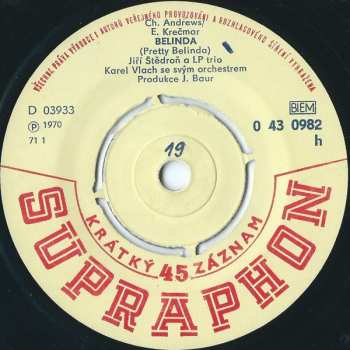 VŠECHNA PRÁVA VÝROBCE I AUTORŮ VEŘEJNÉHO PROVOZOVÁNÍ A ROZHLASOVÉHO ŠÍŘENÍ VYHRAZENA
Ch. Andrews/
E. Krečmar
BELINDA
(Pretty Belinda)
Jiří Štědroň a LP trio
Karel Vlach se svým orchestrem
Produkce J. Baur
D 03933
℗ 1970
71 1
BIEM
0 43 0982
h
19
KRÁTKÝ 45 ZÁZNAM
SUPRAPHON